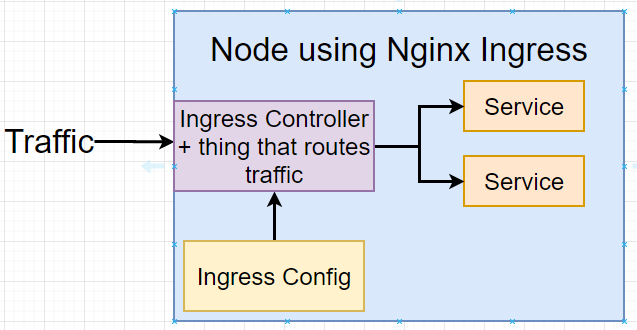 Node using Nginx Ingress
Ingress Controller
+ thing that routes
traffic
Service
Traffic
Service
Ingress Config